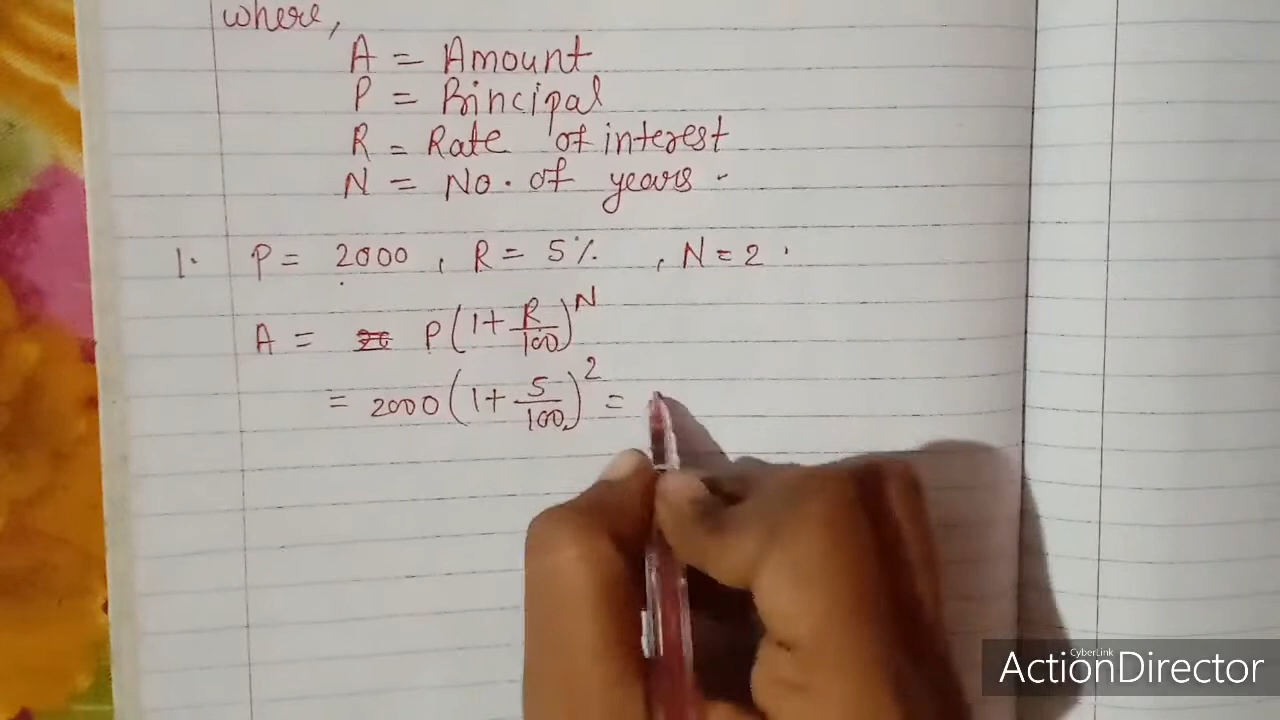 where,
A = Amount
P = Principal
R = Rate of interest
N = No. of years.
1. P = 2000, R = 5%, N = 2.
A = P(1+R/100)^N
= 2000(1+5/100)^2 =
CyberLink
ActionDirector